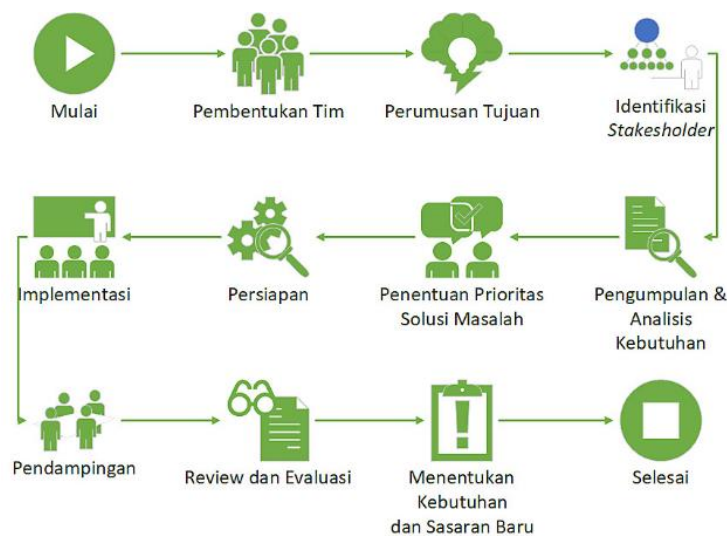 Mulai
Pembentukan Tim
Perumusan Tujuan
Identifikasi
Stakesholder
Pengumpulan &
Analisis
Kebutuhan
Penentuan Prioritas
Solusi Masalah
Persiapan
Implementasi
Pendampingan
Review dan Evaluasi
Menentukan
Kebutuhan
dan Sasaran Baru
Selesai